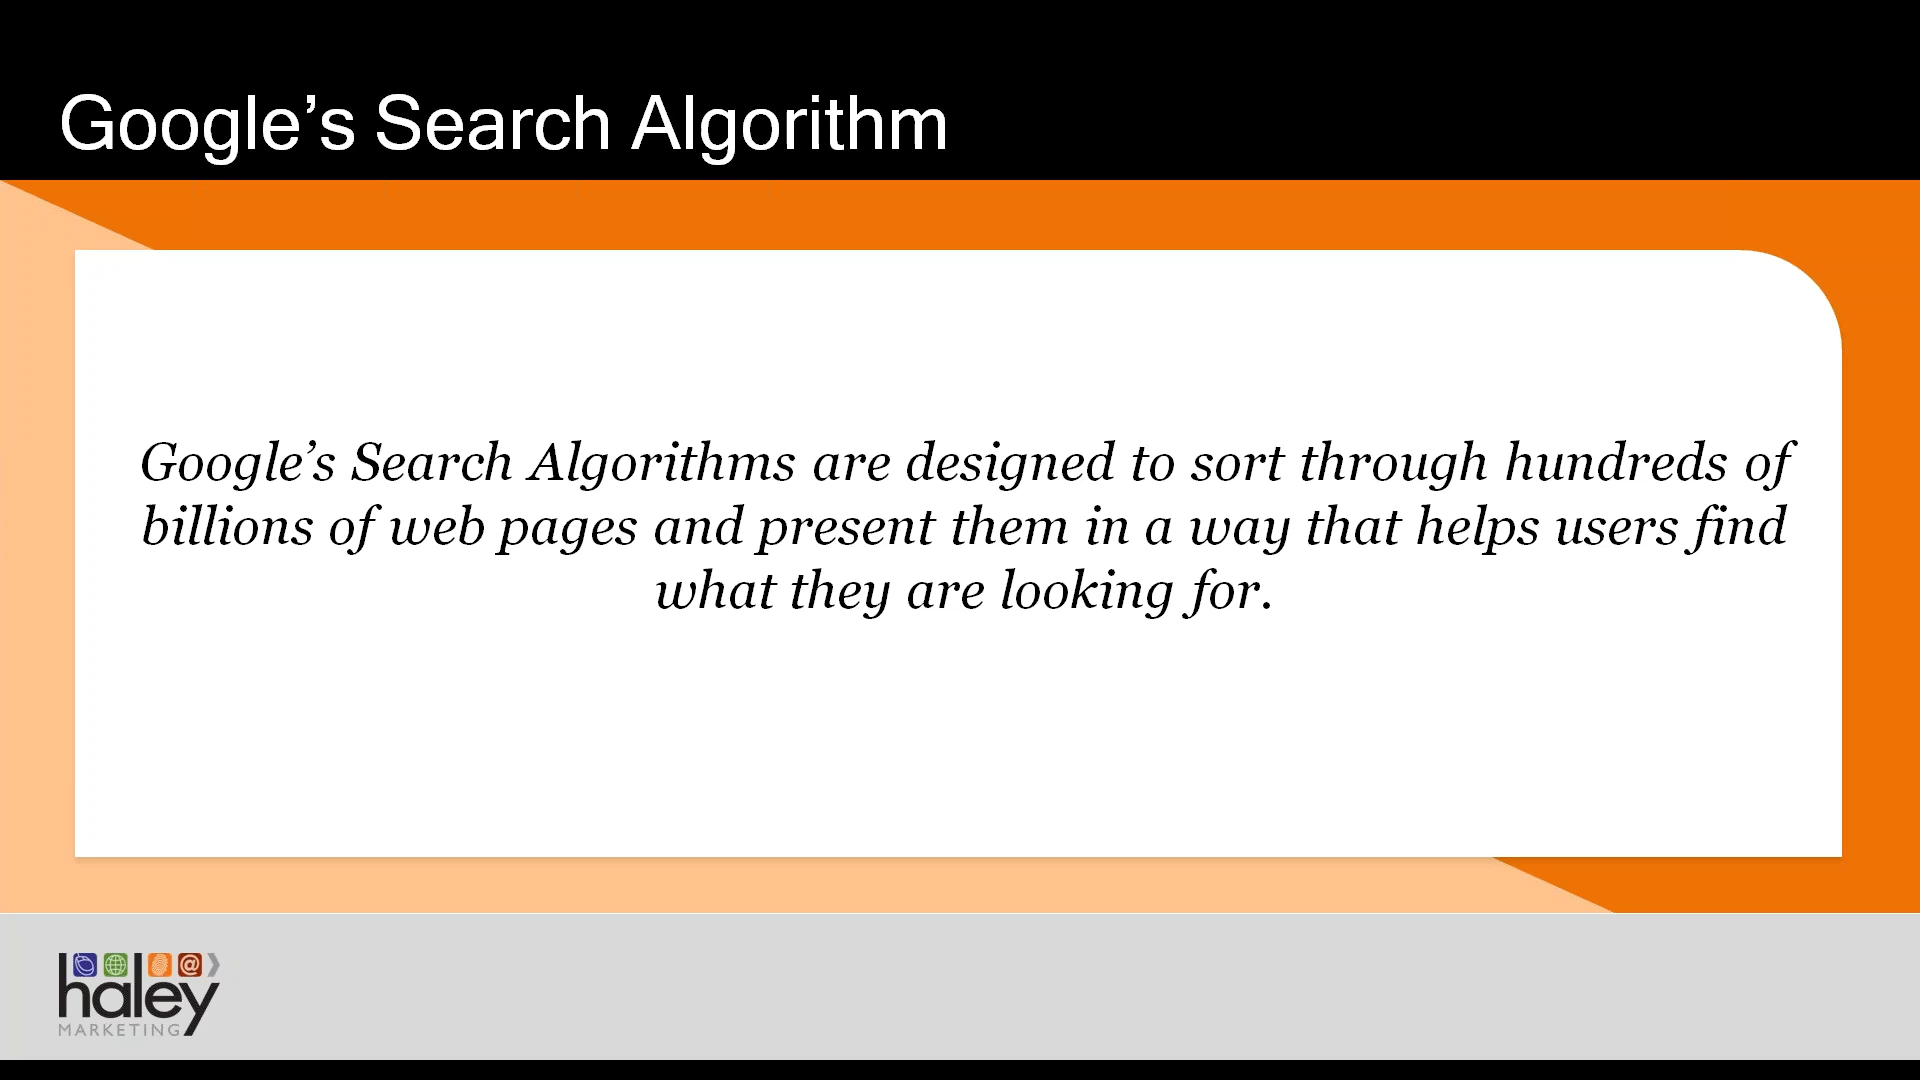 Google’s Search Algorithm
Google’s Search Algorithms are designed to sort through hundreds of
billions of web pages and present them in a way that helps users find
what they are looking for.
haley
MARKETING